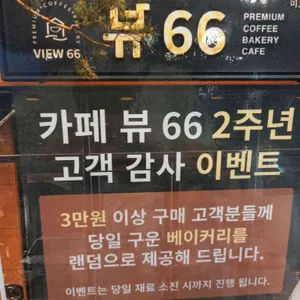 뷰 66
PREMIUM
COFFEE
BAKERY
CAFE
VIEW 66
카페 뷰 66 2주년
고객 감사 이벤트
3만원 이상 구매 고객분들께
당일 구운 베이커리를
랜덤으로 제공해 드립니다.
이벤트는 당일 재료 소진 시까지 진행 됩니다.